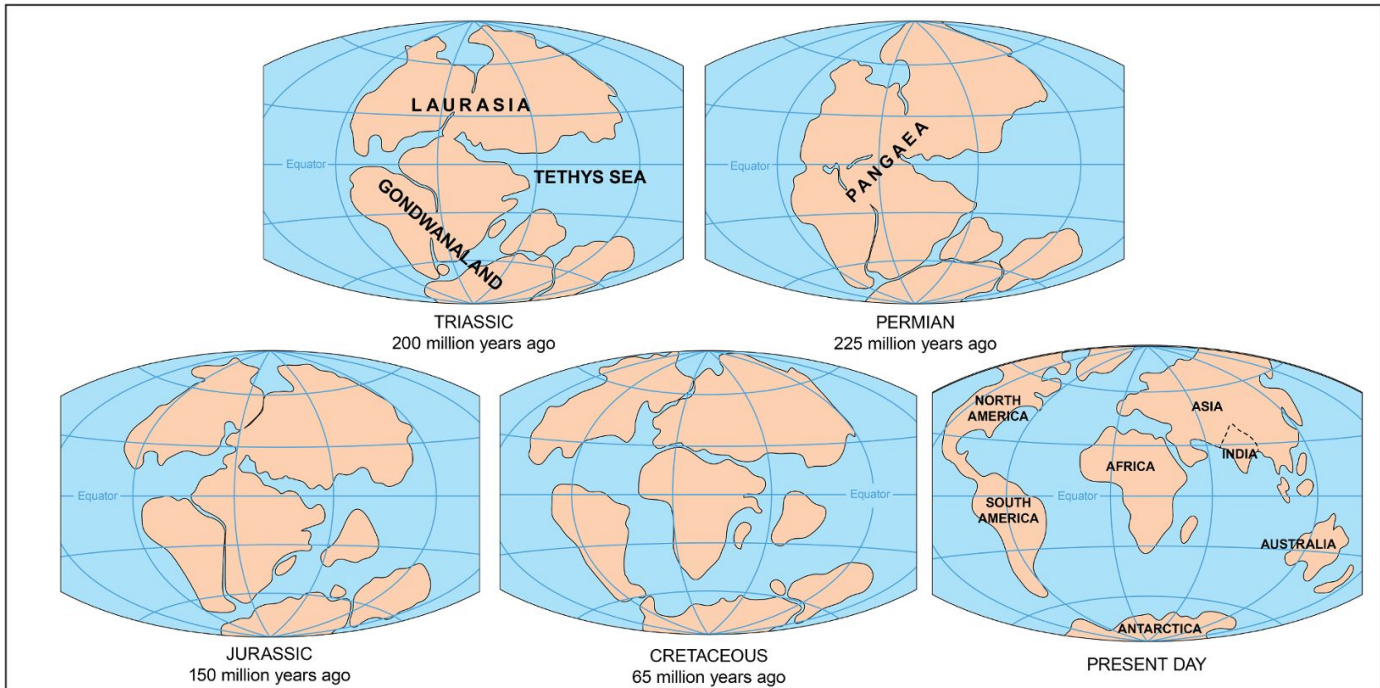 LAURASIA
Equator
TETHYS SEA
GONDWANALAND
TRIASSIC
200 million years ago
PANGAEA
Equator
PERMIAN
225 million years ago
Equator
JURASSIC
150 million years ago
Equator
CRETACEOUS
65 million years ago
NORTH
AMERICA
ASIA
INDIA
AFRICA
Equator
SOUTH
AMERICA
AUSTRALIA
ANTARCTICA
PRESENT DAY